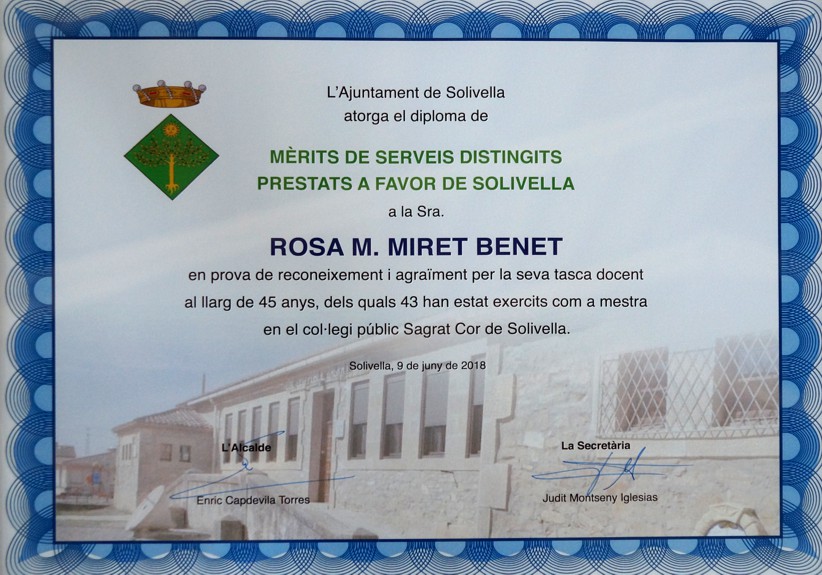 L'Ajuntament de Solivella
atorga el diploma de
MÈRITS DE SERVEIS DISTINGITS
PRESTATS A FAVOR DE SOLIVELLA
a la Sra.
ROSA M. MIRET BENET
en prova de reconeixement i agraïment per la seva tasca docent
al llarg de 45 anys, dels quals 43 han estat exercits com a mestra
en el col·legi públic Sagrat Cor de Solivella.
Solivella, 9 de juny de 2018
L'Alcalde
La Secretària
Enric Capdevila Torres
Judit Montseny Iglesias